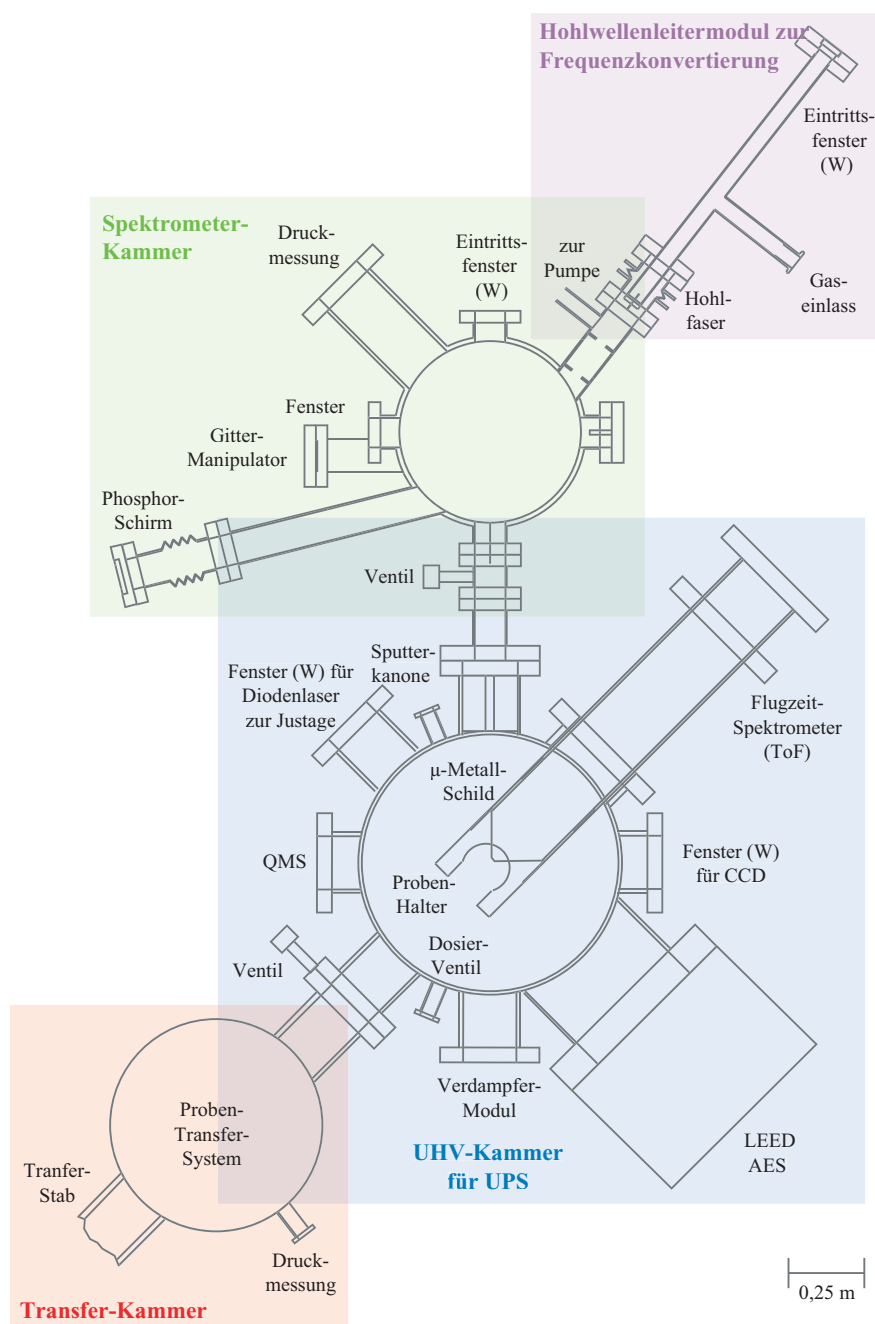 Hohlwellenleitermodul zur
Frequenzkonvertierung
Eintritts-
fenster
(W)
Spektrometer-
Kammer
Druck-
messung
Eintritts-
fenster
(W)
zur
Pumpe
Gas-
einlass
Hohl-
faser
Fenster
Gitter-
Manipulator
Phosphor-
Schirm
Ventil
Sputter-
kanone
Fenster (W) für
Diodenlaser
zur Justage
Flugzeit-
Spektrometer
(ToF)
μ-Metall-
Schild
QMS
Fenster (W)
für CCD
Proben-
Halter
Dosier-
Ventil
Ventil
Verdampfer-
Modul
Proben-
Transfer-
System
LEED
AES
UHV-Kammer
für UPS
Tranfer-
Stab
Druck-
messung
0,25 m
Transfer-Kammer